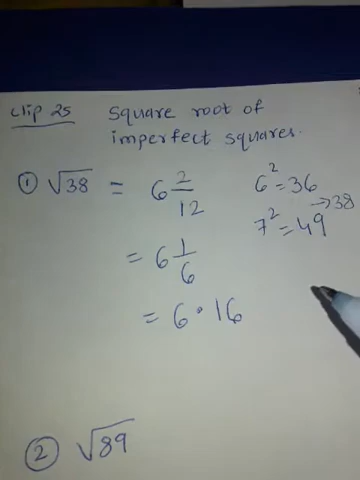 Clip 25 Square root of
imperfect squares.
① √38 = 6 2/12
6² = 36
→38
7² = 49
= 6 1/6
= 6.16
② √89